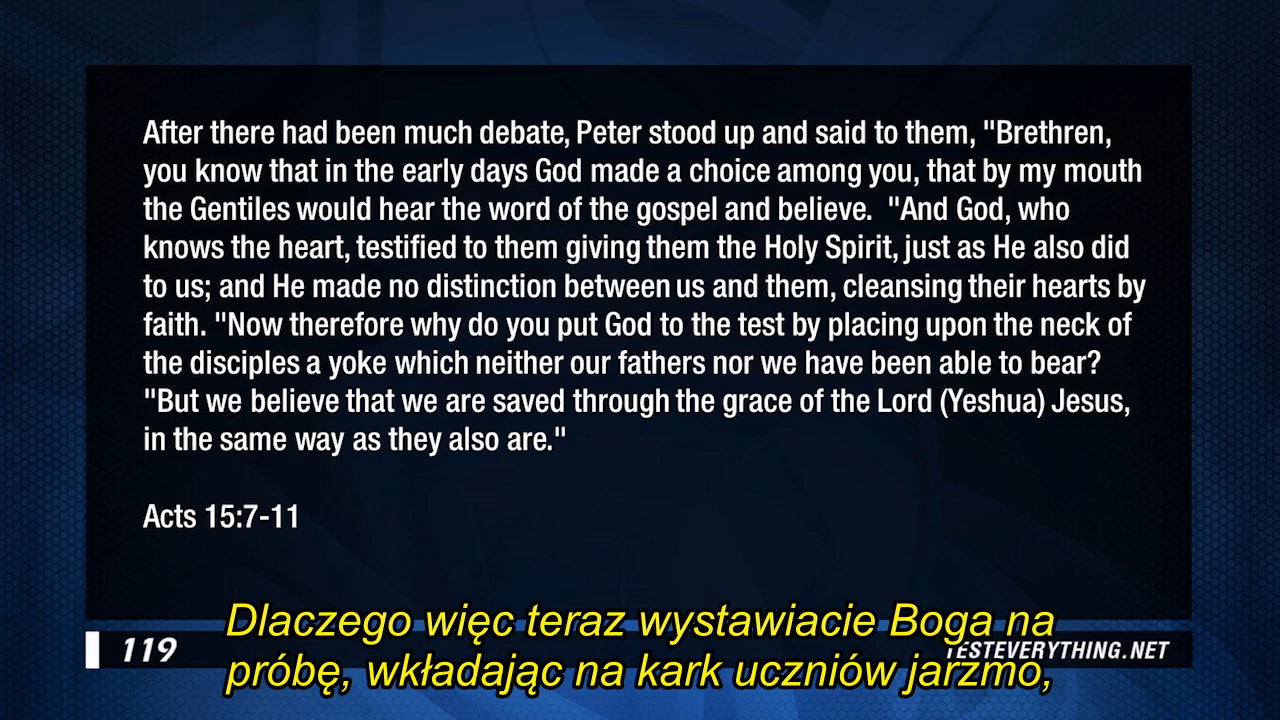 After there had been much debate, Peter stood up and said to them, "Brethren,
you know that in the early days God made a choice among you, that by my mouth
the Gentiles would hear the word of the gospel and believe.  "And God, who
knows the heart, testified to them giving them the Holy Spirit, just as He also did
to us; and He made no distinction between us and them, cleansing their hearts by
faith. "Now therefore why do you put God to the test by placing upon the neck of
the disciples a yoke which neither our fathers nor we have been able to bear?
"But we believe that we are saved through the grace of the Lord (Yeshua) Jesus,
in the same way as they also are."
Acts 15:7-11
Dlaczego więc teraz wystawiacie Boga na
próbę, wkładając na kark uczniów jarzmo,
119
TESTEVERYTHING.NET